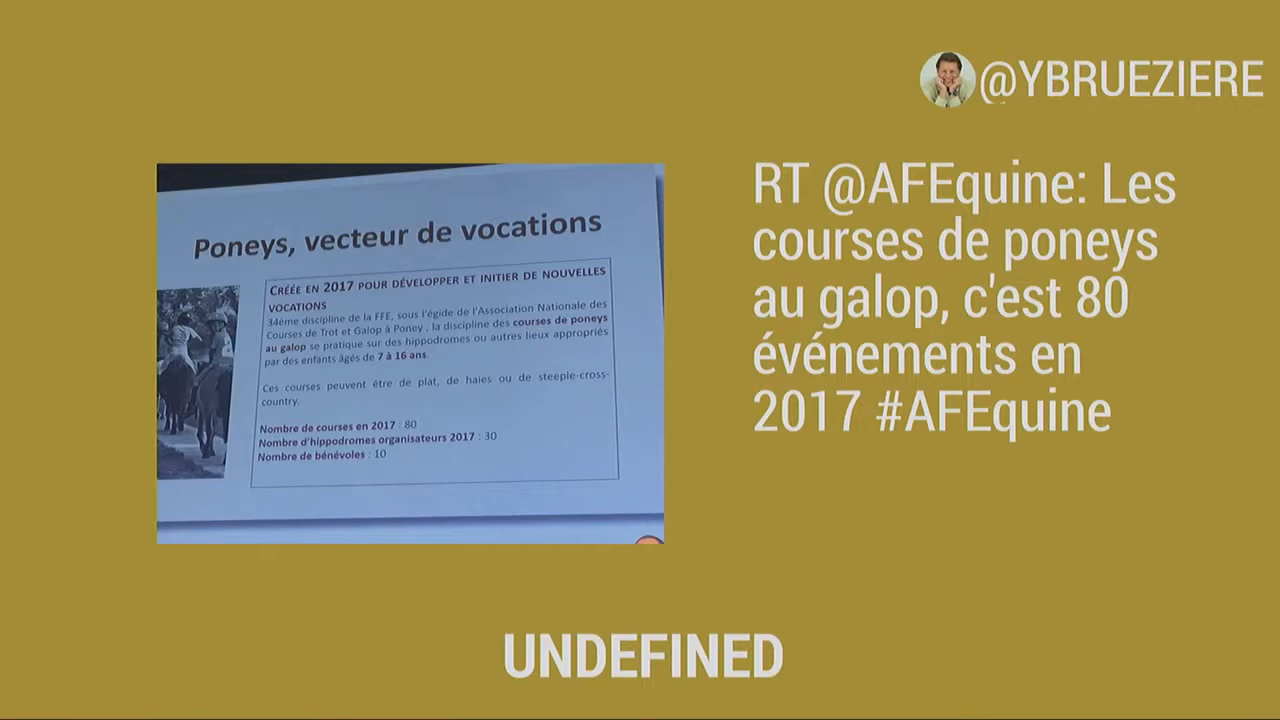 @YBRUEZIERE
Poneys, vecteur de vocations
CRÉÉE EN 2017 POUR DÉVELOPPER ET INITIER DE NOUVELLES
VOCATIONS
34ème discipline de la FFE, sous l'égide de l'Association Nationale des
Courses de Trot et Galop à Poney , la discipline des courses de poneys
au galop se pratique sur des hippodromes ou autres lieux appropriés
par des enfants âgés de 7 à 16 ans.
Ces courses peuvent être de plat, de haies ou de steeple-cross-
country.
Nombre de courses en 2017 : 80
Nombre d'hippodromes organisateurs 2017 : 30
Nombre de bénévoles : 10
RT @AFEquine: Les
courses de poneys
au galop, c'est 80
événements en
2017 #AFEquine
UNDEFINED